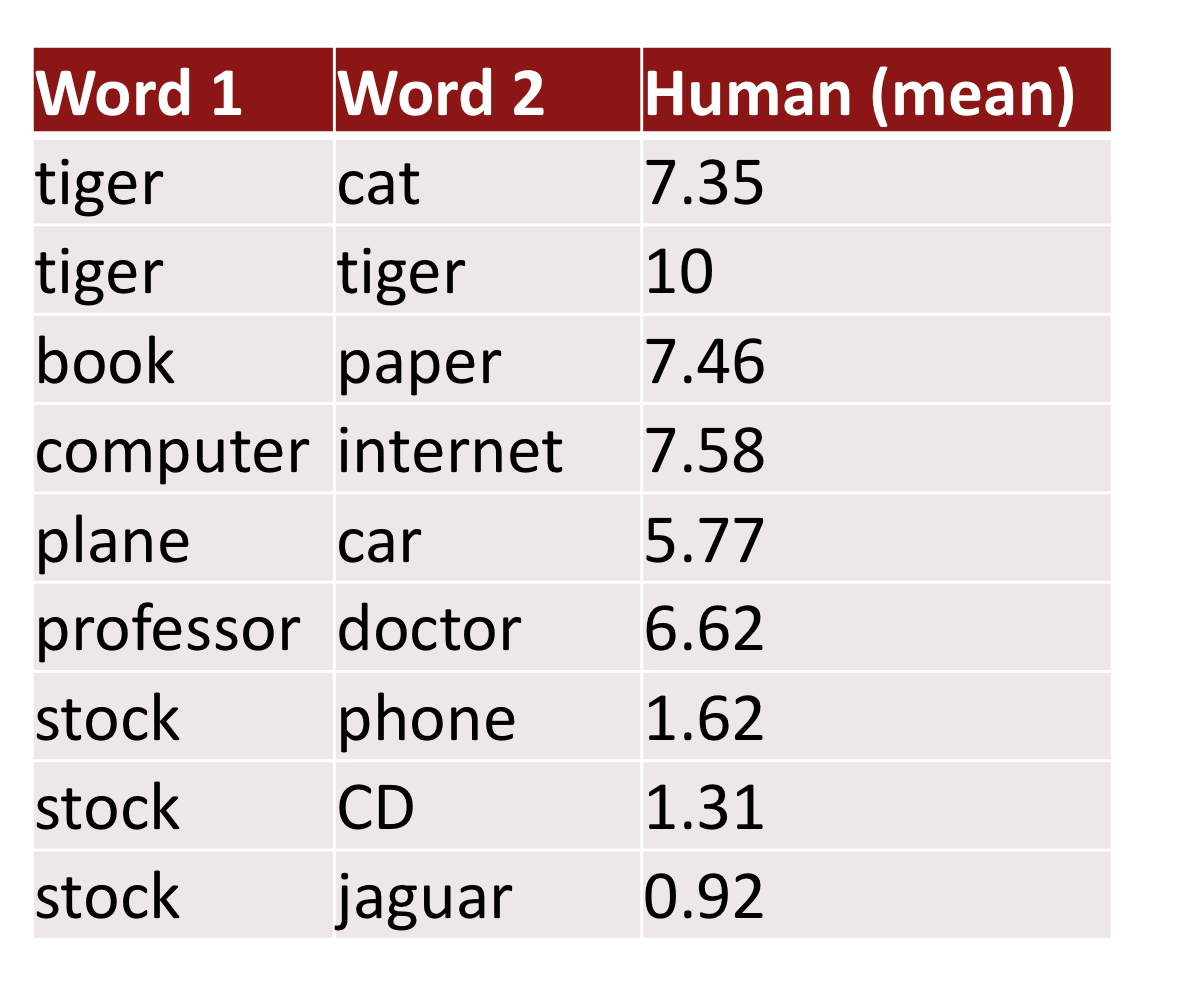 Word 1 Word 2 Human (mean)
tiger cat 7.35
tiger tiger 10
book paper 7.46
computer internet 7.58
plane car 5.77
professor doctor 6.62
stock phone 1.62
stock CD 1.31
stock jaguar 0.92